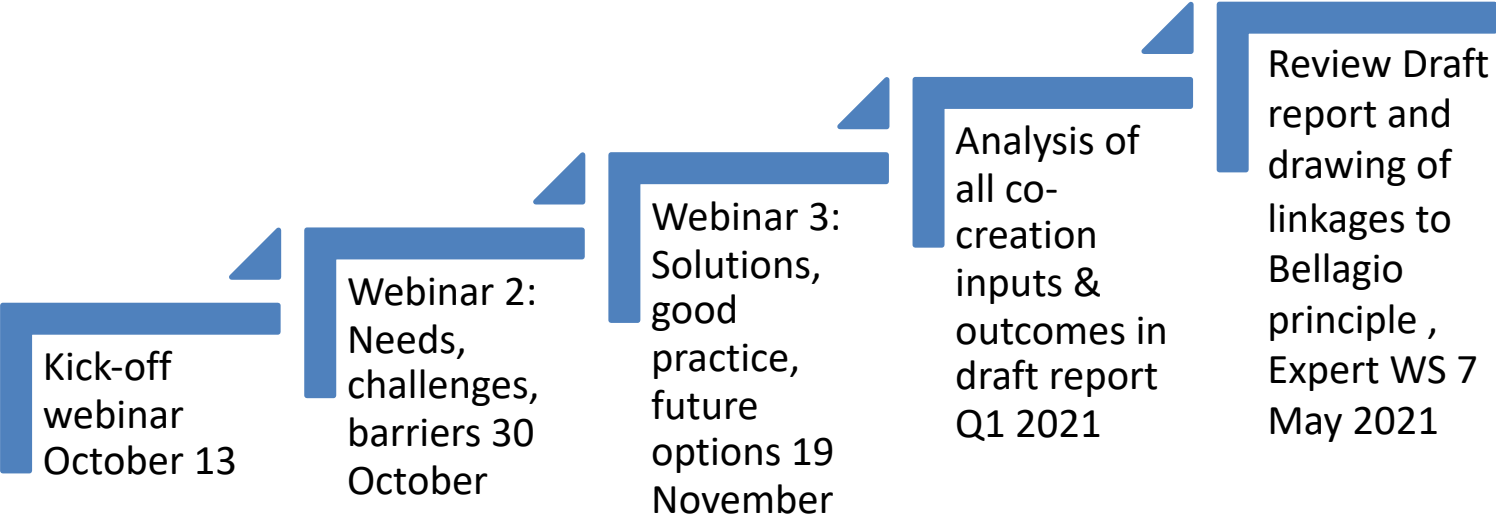 Kick-off
webinar
October 13
Webinar 2:
Needs,
challenges,
barriers 30
October
Webinar 3:
Solutions,
good
practice,
future
options 19
November
Analysis of
all co-
creation
inputs &
outcomes in
draft report
Q1 2021
Review Draft
report and
drawing of
linkages to
Bellagio
principle ,
Expert WS 7
May 2021